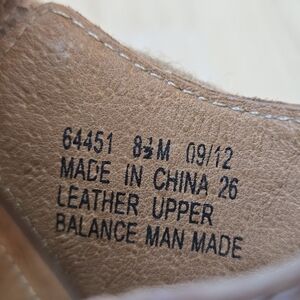 64451 8½M 09/12
MADE IN CHINA 26
LEATHER UPPER
BALANCE MAN MADE